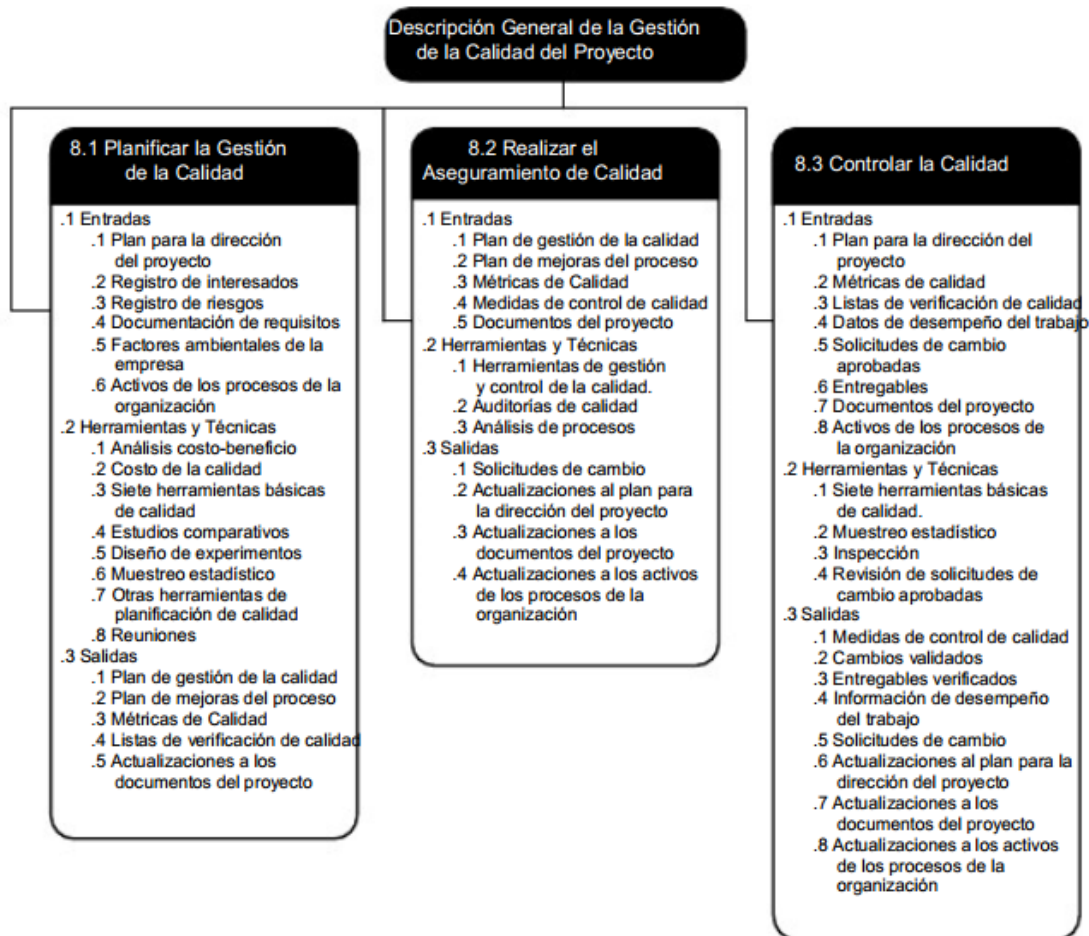 Descripción General de la Gestión
de la Calidad del Proyecto
8.1 Planificar la Gestión
de la Calidad
.1 Entradas
.1 Plan para la dirección
del proyecto
.2 Registro de interesados
.3 Registro de riesgos
.4 Documentación de requisitos
.5 Factores ambientales de la
empresa
.6 Activos de los procesos de la
organización
.2 Herramientas y Técnicas
.1 Análisis costo-beneficio
.2 Costo de la calidad
.3 Siete herramientas básicas
de calidad
.4 Estudios comparativos
.5 Diseño de experimentos
.6 Muestreo estadístico
.7 Otras herramientas de
planificación de calidad
.8 Reuniones
.3 Salidas
.1 Plan de gestión de la calidad
.2 Plan de mejoras del proceso
.3 Métricas de Calidad
.4 Listas de verificación de calidad
.5 Actualizaciones a los
documentos del proyecto
8.2 Realizar el
Aseguramiento de Calidad
.1 Entradas
.1 Plan de gestión de la calidad
.2 Plan de mejoras del proceso
.3 Métricas de Calidad
.4 Medidas de control de calidad
.5 Documentos del proyecto
.2 Herramientas y Técnicas
.1 Herramientas de gestión
y control de la calidad.
.2 Auditorías de calidad
.3 Análisis de procesos
.3 Salidas
.1 Solicitudes de cambio
.2 Actualizaciones al plan para
la dirección del proyecto
.3 Actualizaciones a los
documentos del proyecto
.4 Actualizaciones a los activos
de los procesos de la
organización
8.3 Controlar la Calidad
.1 Entradas
.1 Plan para la dirección del
proyecto
.2 Métricas de calidad
.3 Listas de verificación de calidad
.4 Datos de desempeño del trabajo
.5 Solicitudes de cambio
aprobadas
.6 Entregables
.7 Documentos del proyecto
.8 Activos de los procesos de
la organización
.2 Herramientas y Técnicas
.1 Siete herramientas básicas
de calidad.
.2 Muestreo estadístico
.3 Inspección
.4 Revisión de solicitudes de
cambio aprobadas
.3 Salidas
.1 Medidas de control de calidad
.2 Cambios validados
.3 Entregables verificados
.4 Información de desempeño
del trabajo
.5 Solicitudes de cambio
.6 Actualizaciones al plan para la
dirección del proyecto
.7 Actualizaciones a los
documentos del proyecto
.8 Actualizaciones a los activos
de los procesos de la
organización